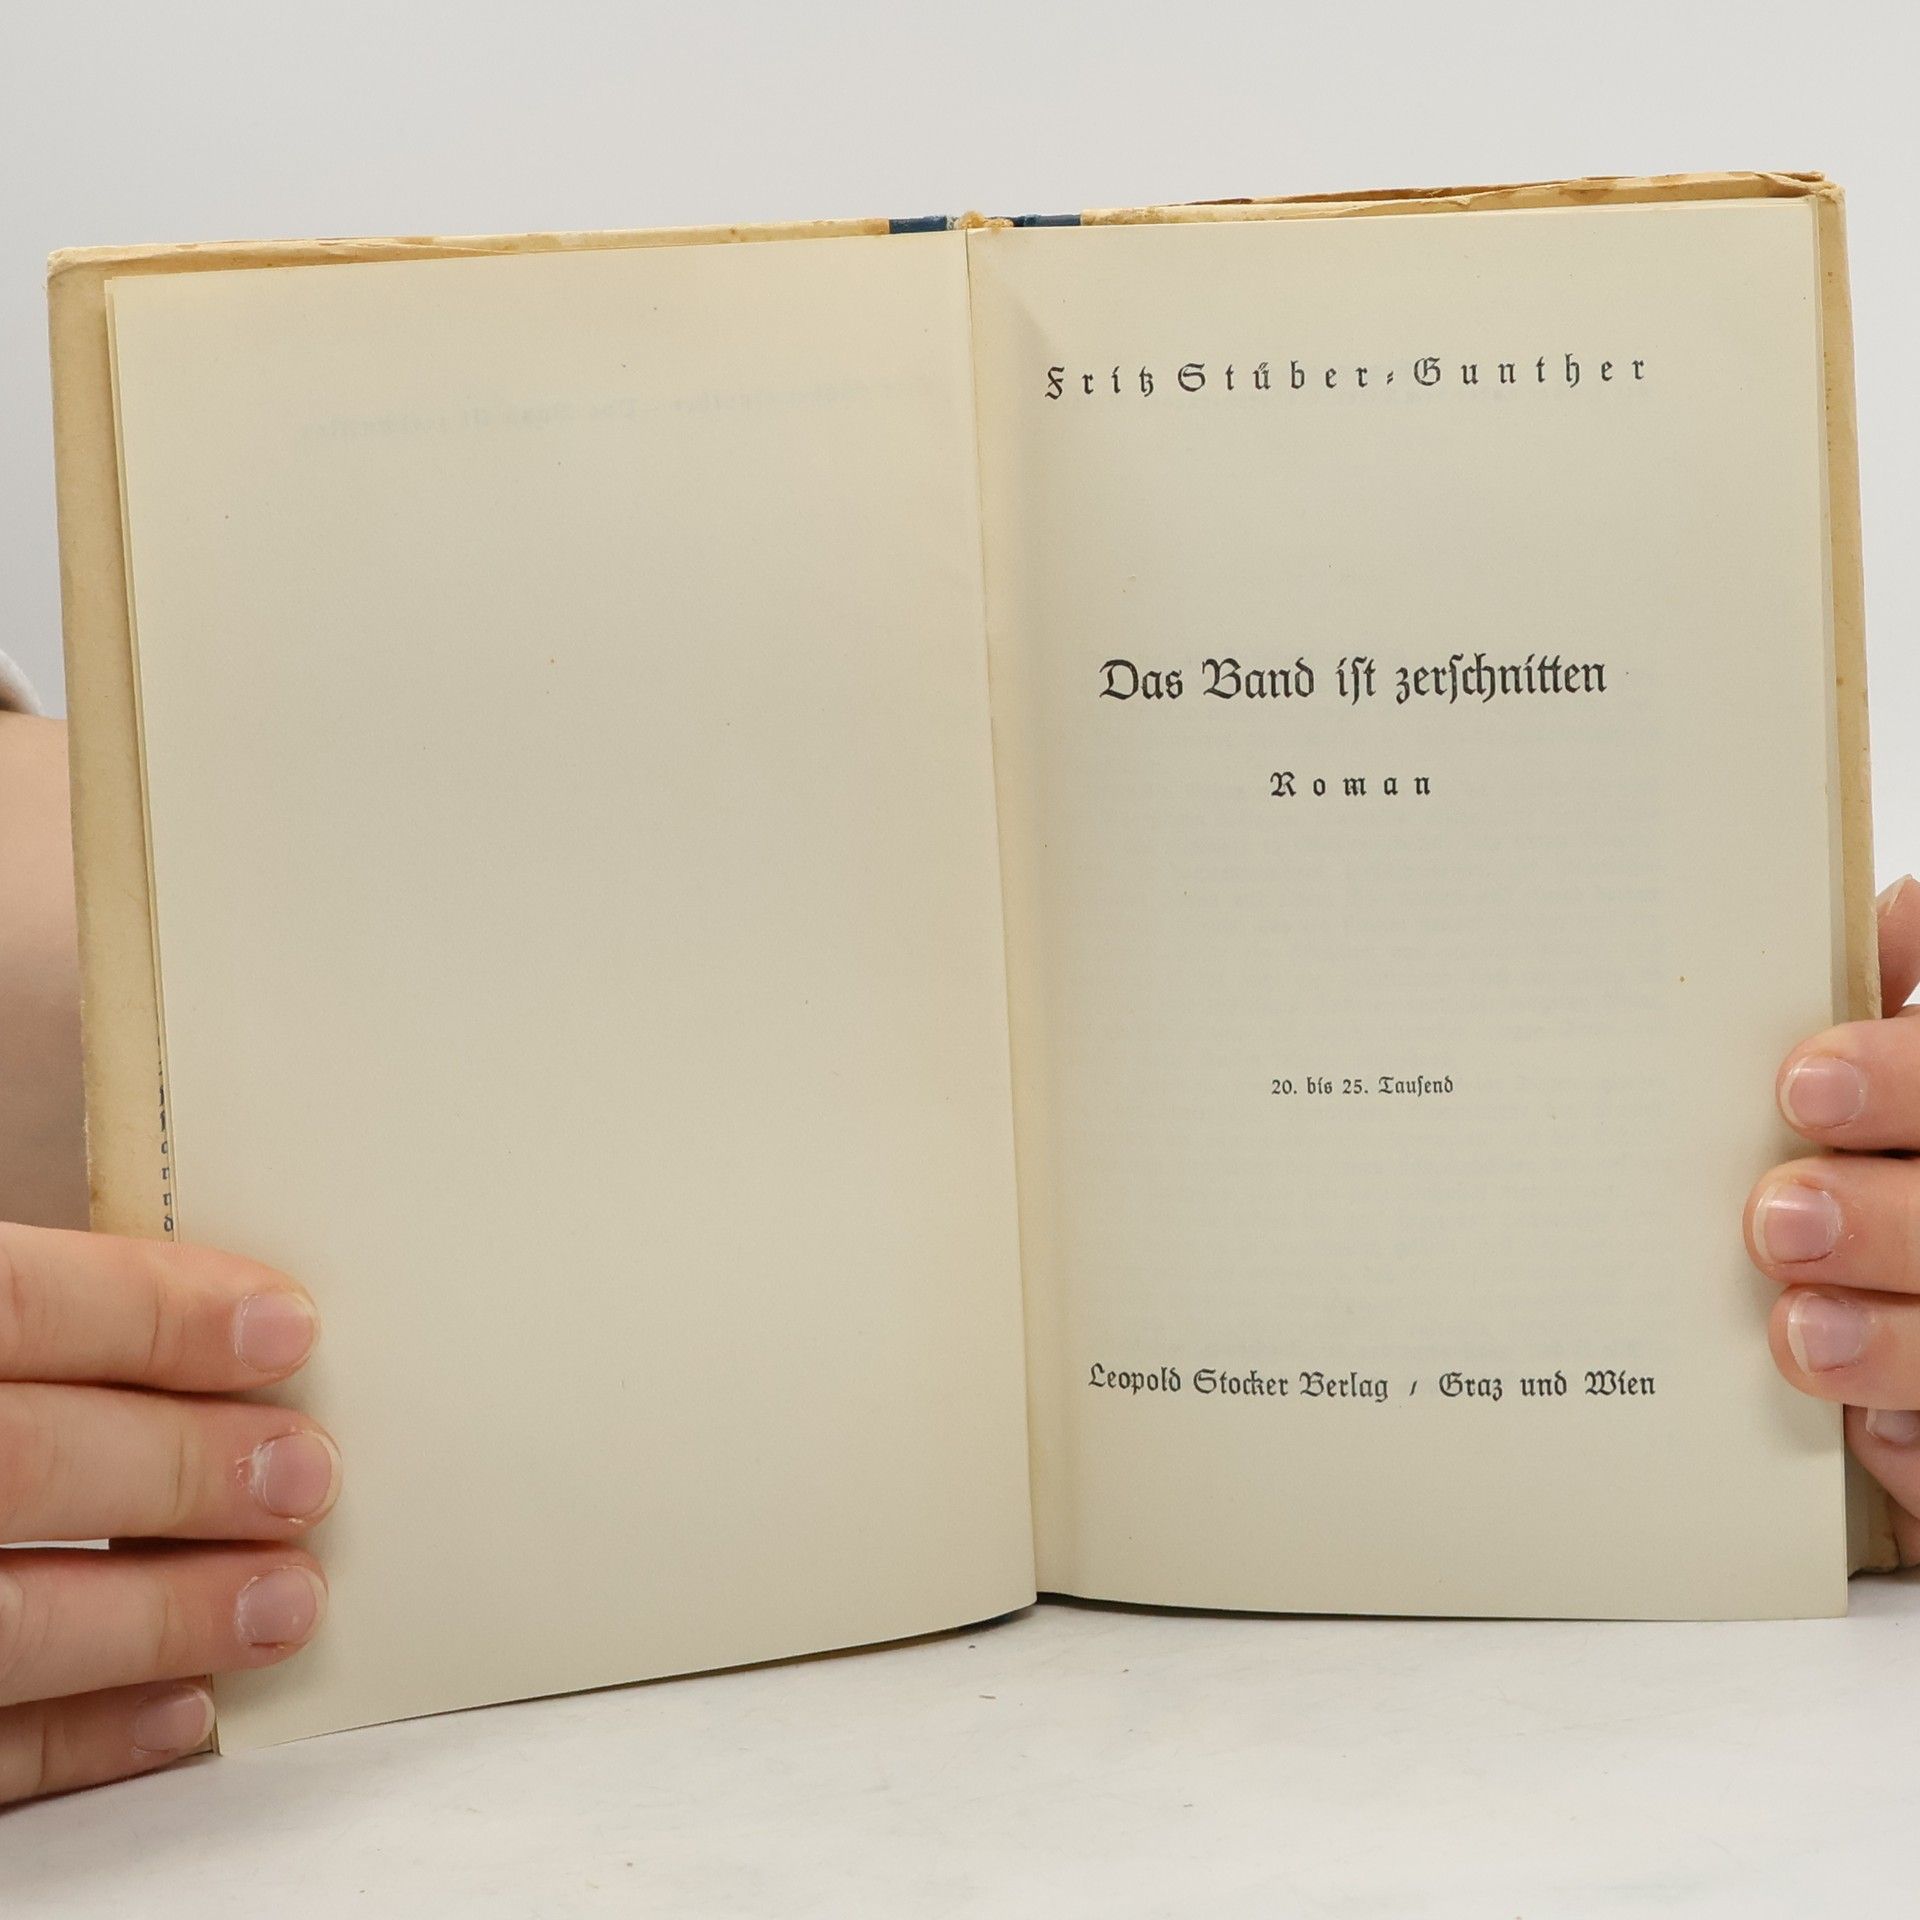 Fritz Stüber-Gunther
Das Band ist zerschnitten
Roman
20. bis 25. Tausend
Leopold Stocker Verlag / Graz und Wien